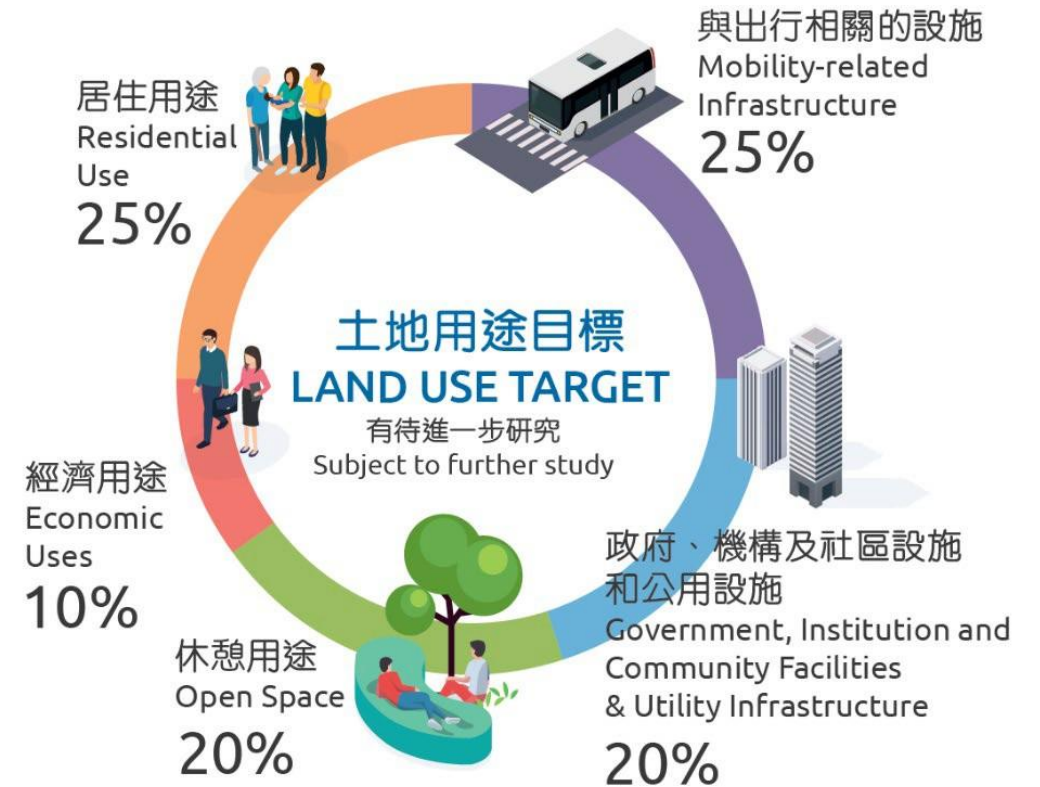 與出行相關的設施
Mobility-related
Infrastructure
25%
居住用途
Residential
Use
25%
土地用途目標
LAND USE TARGET
有待進一步研究
Subject to further study
經濟用途
Economic
Uses
10%
政府、機構及社區設施
和公用設施
Government, Institution and
Community Facilities
& Utility Infrastructure
20%
休憩用途
Open Space
20%